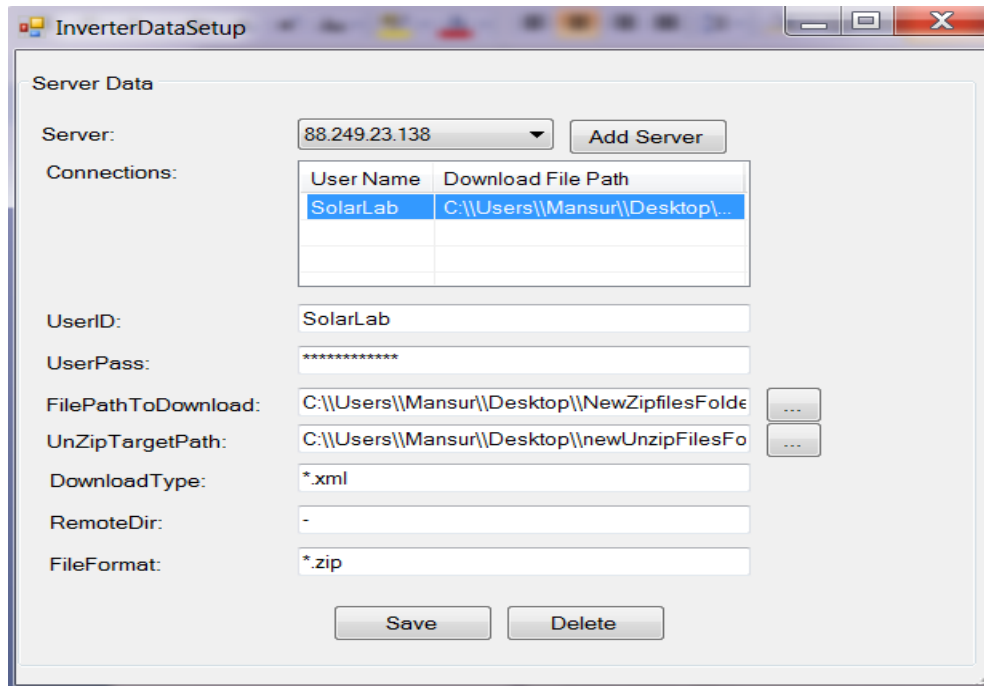 InverterDataSetup
Server Data
Server: 88.249.23.138 Add Server
Connections:
User Name Download File Path
SolarLab C:\\Users\\Mansur\\Desktop\...
UserID: SolarLab
UserPass: ************
FilePathToDownload: C:\\Users\\Mansur\\Desktop\\NewZipfilesFolde ...
UnZipTargetPath: C:\\Users\\Mansur\\Desktop\\newUnzipFilesFo ...
DownloadType: *.xml
RemoteDir: -
FileFormat: *.zip
Save Delete